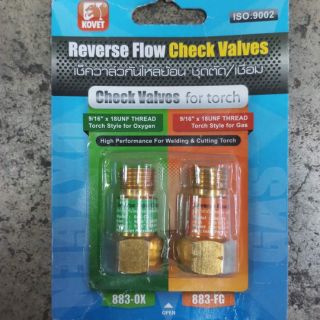 KOVET
ISO:9002
Reverse Flow Check Valves
เช็ควาล์วกันไหลย้อน ชุดตัด/เชื่อม
Check Valves for torch
9/16" x 18UNF THREAD
Torch Style for Oxygen
9/16" x 18UNF THREAD
Torch Style for Gas
High Performance For Welding & Cutting Torch
883-OX
883-FG
OPEN